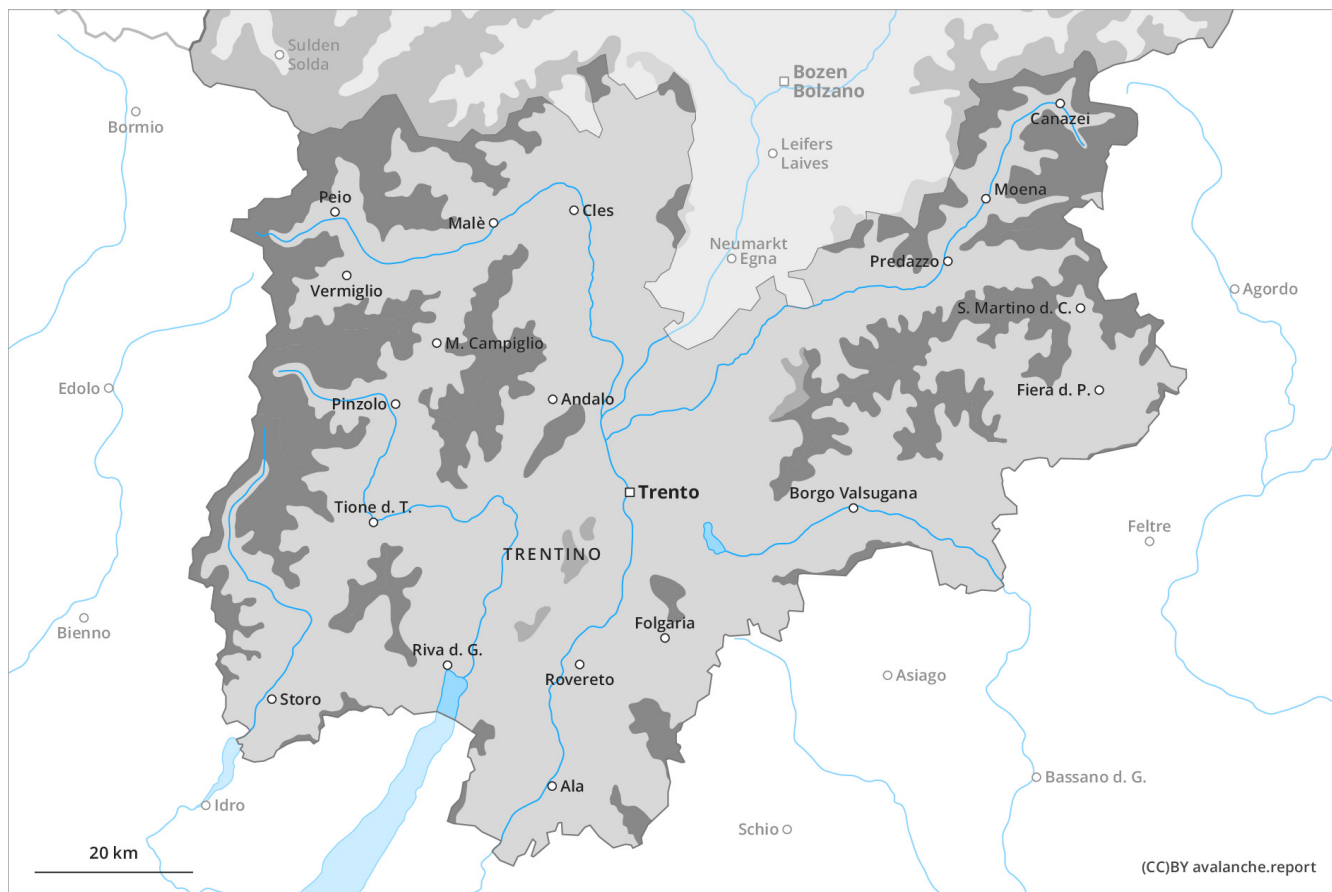 Sulden
Solda
Bozen
Bolzano
Bormio
Canazei
Leifers
Laives
Peio
Moena
Malè
Cles
Neumarkt
Egna
Predazzo
Vermiglio
Agordo
S. Martino d. C.
M. Campiglio
Edolo
Fiera d. P.
Pinzolo
Andalo
Trento
Borgo Valsugana
Tione d. T.
Feltre
TRENTINO
Bienno
Folgaria
Riva d. G.
Rovereto
Asiago
Storo
Bassano d. G.
Ala
Idro
Schio
20 km
(CC)BY avalanche.report